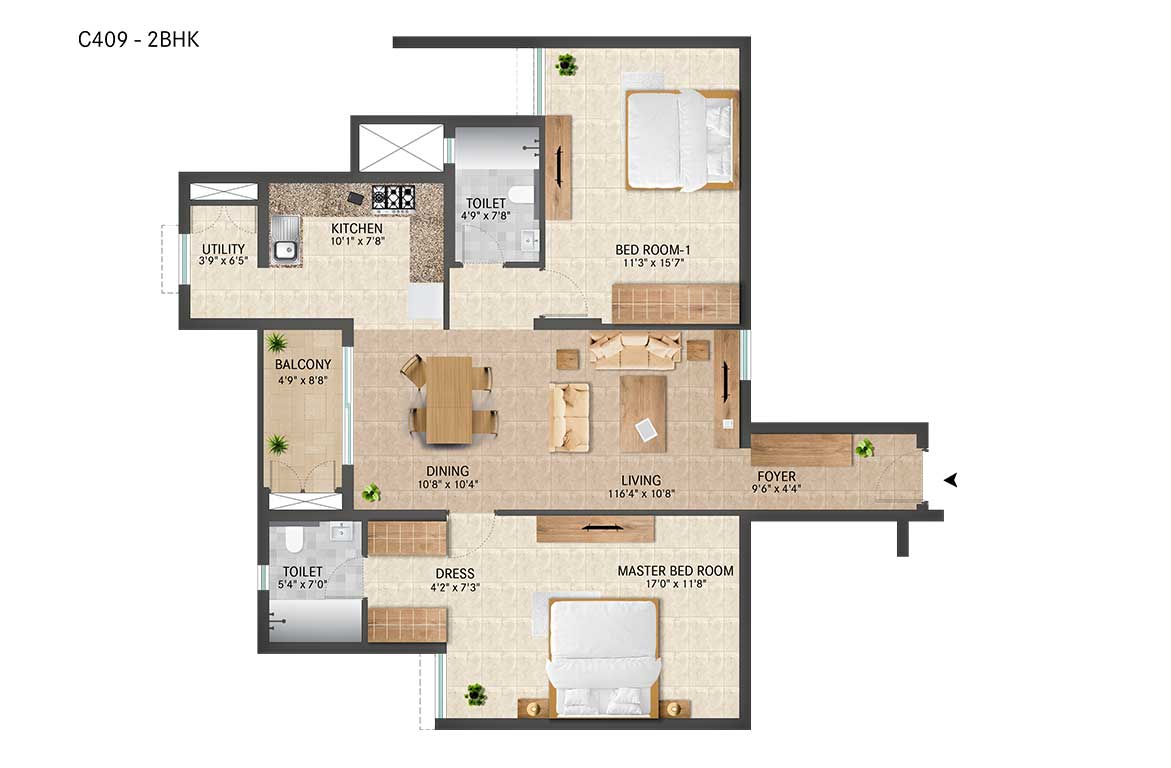 C409 - 2BHK
TOILET
4'9" x 7'8"
KITCHEN
10'1" x 7'8"
UTILITY
3'9" x 6'5"
BED ROOM-1
11'3" x 15'7"
BALCONY
4'9" x 8'8"
DINING
10'8" x 10'4"
LIVING
116'4" x 10'8"
FOYER
9'6" x 4'4"
TOILET
5'4" x 7'0"
DRESS
4'2" x 7'3"
MASTER BED ROOM
17'0" x 11'8"